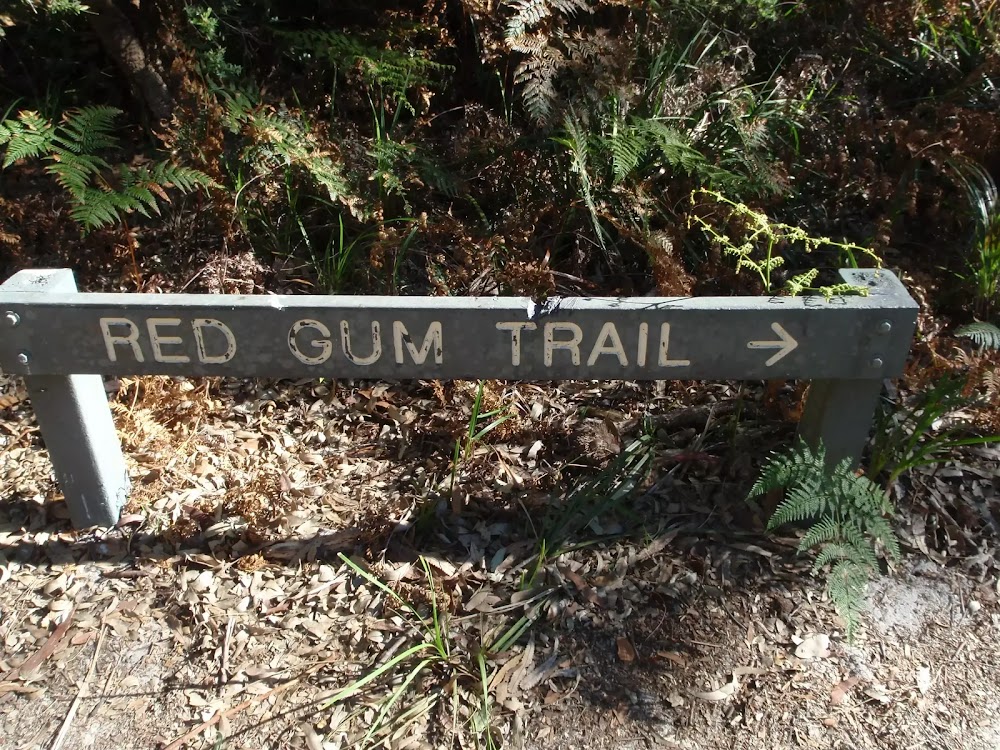 RED GUM TRAIL →